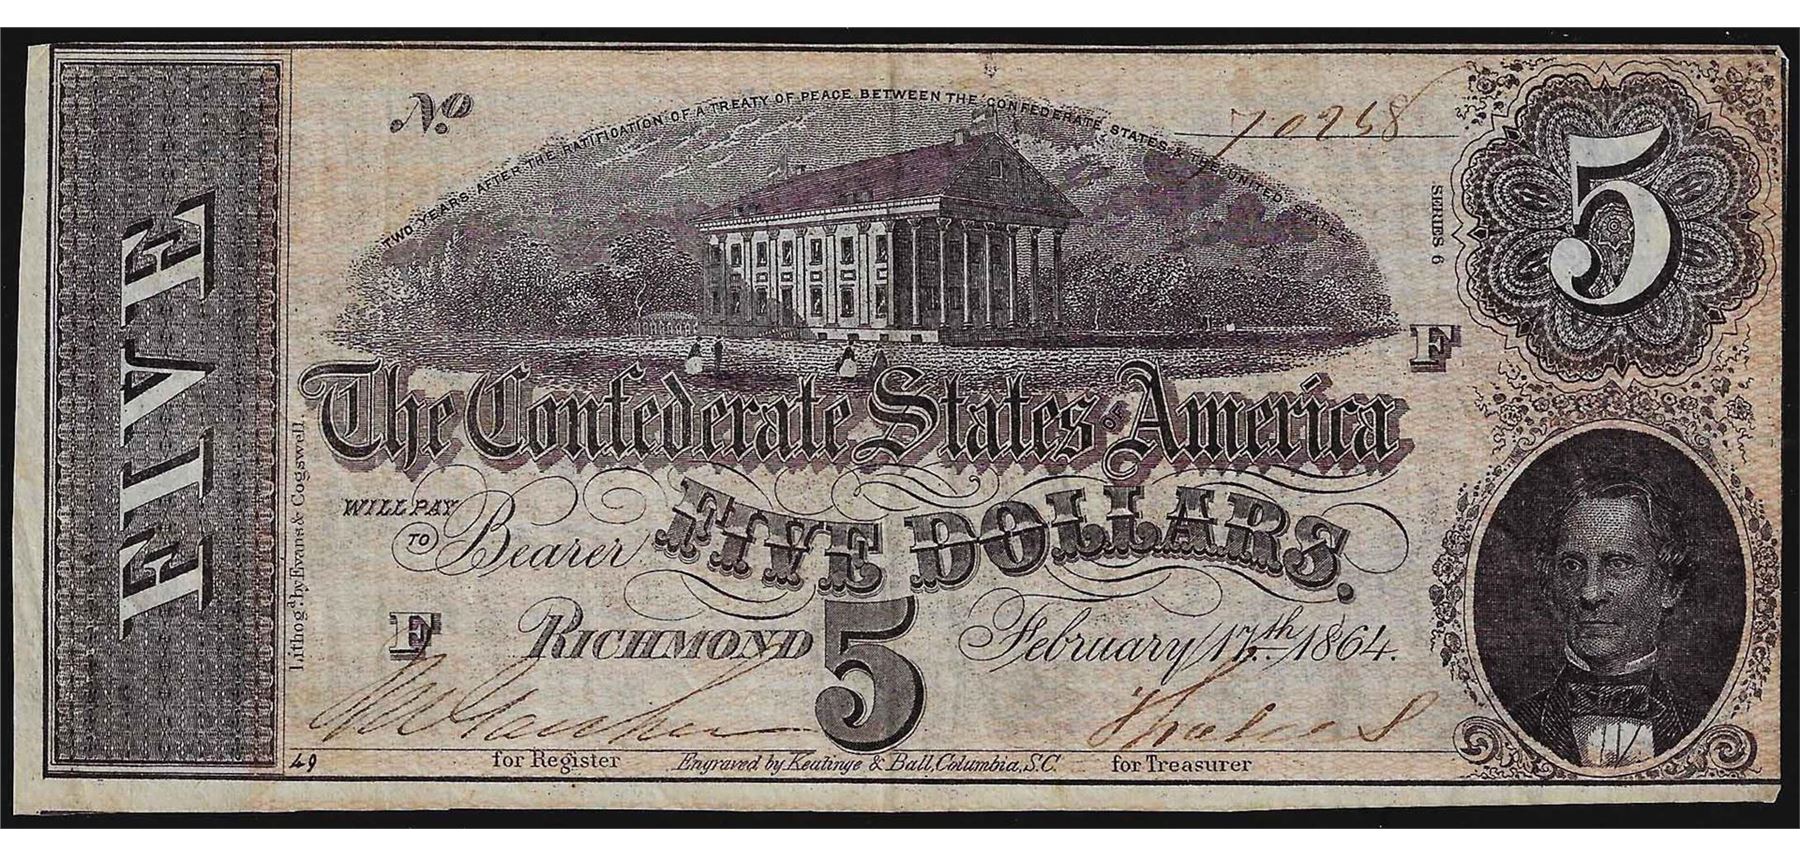 FIVE
No
70268
TWO YEARS AFTER THE RATIFICATION OF A TREATY OF PEACE BETWEEN THE CONFEDERATE STATES & THE UNITED STATES
SERIES 6
5
F
The Confederate States OF America
WILL PAY
TO Bearer FIVE DOLLARS.
F RICHMOND 5 February 17th 1864.
Lithogd by Evans & Cogswell
49
for Register
Engraved by Keatinge & Ball, Columbia, S.C.
for Treasurer